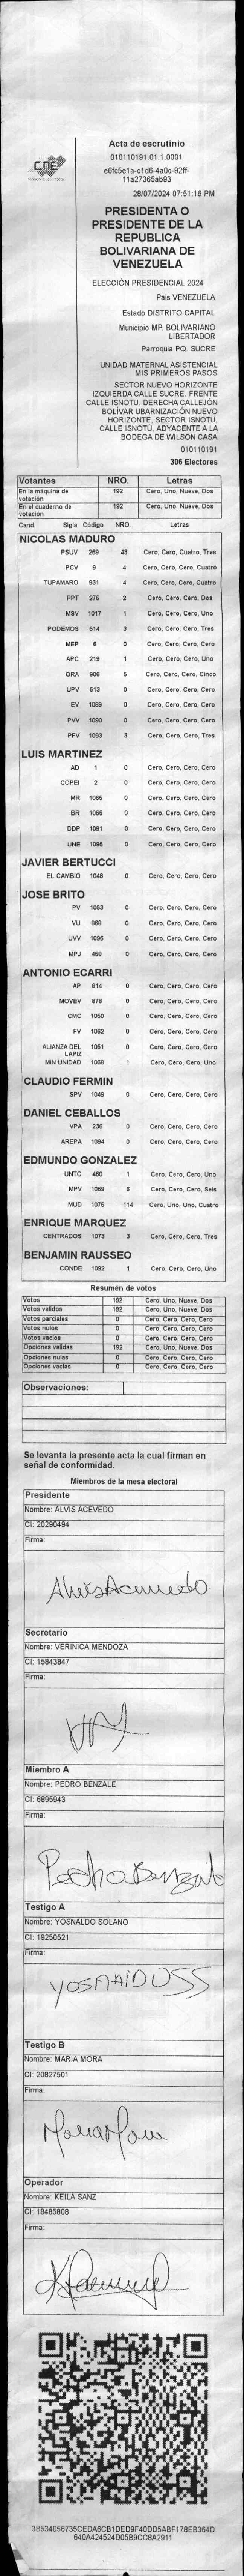 CNE
Acta de escrutinio
010110191.01.1.0001
e6fc5e1a-c1d6-4a0c-92ff-
11a27365ab93
28/07/2024 07:51:16 PM
PRESIDENTA O
PRESIDENTE DE LA
REPUBLICA
BOLIVARIANA DE
VENEZUELA
ELECCIÓN PRESIDENCIAL 2024
Pais VENEZUELA
Estado DISTRITO CAPITAL
Municipio MP. BOLIVARIANO
LIBERTADOR
Parroquia PQ. SUCRE
UNIDAD MATERNAL ASISTENCIAL
MIS PRIMEROS PASOS
SECTOR NUEVO HORIZONTE
IZQUIERDA CALLE SUCRE. FRENTE
CALLE ISNOTU. DERECHA CALLEJÓN
BOLÍVAR UBARNIZACIÓN NUEVO
HORIZONTE, SECTOR ISNOTU,
CALLE ISNOTÚ, ADYACENTE A LA
BODEGA DE WILSON CASA
010110191
306 Electores
Votantes NRO. Letras
En la máquina de votación 192 Cero, Uno, Nueve, Dos
En el cuaderno de votación 192 Cero, Uno, Nueve, Dos
Cand. Sigla Código NRO. Letras
NICOLAS MADURO
PSUV 269 43 Cero, Cero, Cuatro, Tres
PCV 9 4 Cero, Cero, Cero, Cuatro
TUPAMARO 931 4 Cero, Cero, Cero, Cuatro
PPT 276 2 Cero, Cero, Cero, Dos
MSV 1017 1 Cero, Cero, Cero, Uno
PODEMOS 514 3 Cero, Cero, Cero, Tres
MEP 6 0 Cero, Cero, Cero, Cero
APC 219 1 Cero, Cero, Cero, Uno
ORA 906 5 Cero, Cero, Cero, Cinco
UPV 513 0 Cero, Cero, Cero, Cero
EV 1089 0 Cero, Cero, Cero, Cero
PVV 1090 0 Cero, Cero, Cero, Cero
PFV 1093 3 Cero, Cero, Cero, Tres
LUIS MARTINEZ
AD 1 0 Cero, Cero, Cero, Cero
COPEI 2 0 Cero, Cero, Cero, Cero
MR 1065 0 Cero, Cero, Cero, Cero
BR 1066 0 Cero, Cero, Cero, Cero
DDP 1091 0 Cero, Cero, Cero, Cero
UNE 1095 0 Cero, Cero, Cero, Cero
JAVIER BERTUCCI
EL CAMBIO 1048 0 Cero, Cero, Cero, Cero
JOSE BRITO
PV 1053 0 Cero, Cero, Cero, Cero
VU 968 0 Cero, Cero, Cero, Cero
UVV 1096 0 Cero, Cero, Cero, Cero
MPJ 458 0 Cero, Cero, Cero, Cero
ANTONIO ECARRI
AP 814 0 Cero, Cero, Cero, Cero
MOVEV 879 0 Cero, Cero, Cero, Cero
CMC 1050 0 Cero, Cero, Cero, Cero
FV 1062 0 Cero, Cero, Cero, Cero
ALIANZA DEL LAPIZ 1051 0 Cero, Cero, Cero, Cero
MIN UNIDAD 1068 1 Cero, Cero, Cero, Uno
CLAUDIO FERMIN
SPV 1049 0 Cero, Cero, Cero, Cero
DANIEL CEBALLOS
VPA 236 0 Cero, Cero, Cero, Cero
AREPA 1094 0 Cero, Cero, Cero, Cero
EDMUNDO GONZALEZ
UNTC 460 1 Cero, Cero, Cero, Uno
MPV 1069 6 Cero, Cero, Cero, Seis
MUD 1075 114 Cero, Uno, Uno, Cuatro
ENRIQUE MARQUEZ
CENTRADOS 1073 3 Cero, Cero, Cero, Tres
BENJAMIN RAUSSEO
CONDE 1092 1 Cero, Cero, Cero, Uno
Resumen de votos
Votos 192 Cero, Uno, Nueve, Dos
Votos validos 192 Cero, Uno, Nueve, Dos
Votos parciales 0 Cero, Cero, Cero, Cero
Votos nulos 0 Cero, Cero, Cero, Cero
Votos vacios 0 Cero, Cero, Cero, Cero
Opciones validas 192 Cero, Uno, Nueve, Dos
Opciones nulas 0 Cero, Cero, Cero, Cero
Opciones vacias 0 Cero, Cero, Cero, Cero
Observaciones:
Se levanta la presente acta la cual firman en
señal de conformidad.
Miembros de la mesa electoral
Presidente
Nombre: ALVIS ACEVEDO
CI: 20290494
Firma:
Secretario
Nombre: VERINICA MENDOZA
CI: 15843847
Firma:
Miembro A
Nombre: PEDRO BENZALE
CI: 6895943
Firma:
Pedro Benzale
Testigo A
Nombre: YOSNALDO SOLANO
CI: 19250521
Firma:
Testigo B
Nombre: MARIA MORA
CI: 20827501
Firma:
Maria Mora
Operador
Nombre: KEILA SANZ
CI: 18485808
Firma:
3B534056735CEDA6CB1DED9F40DD5ABF178EB364D
640A424524D05B9CC8A2911